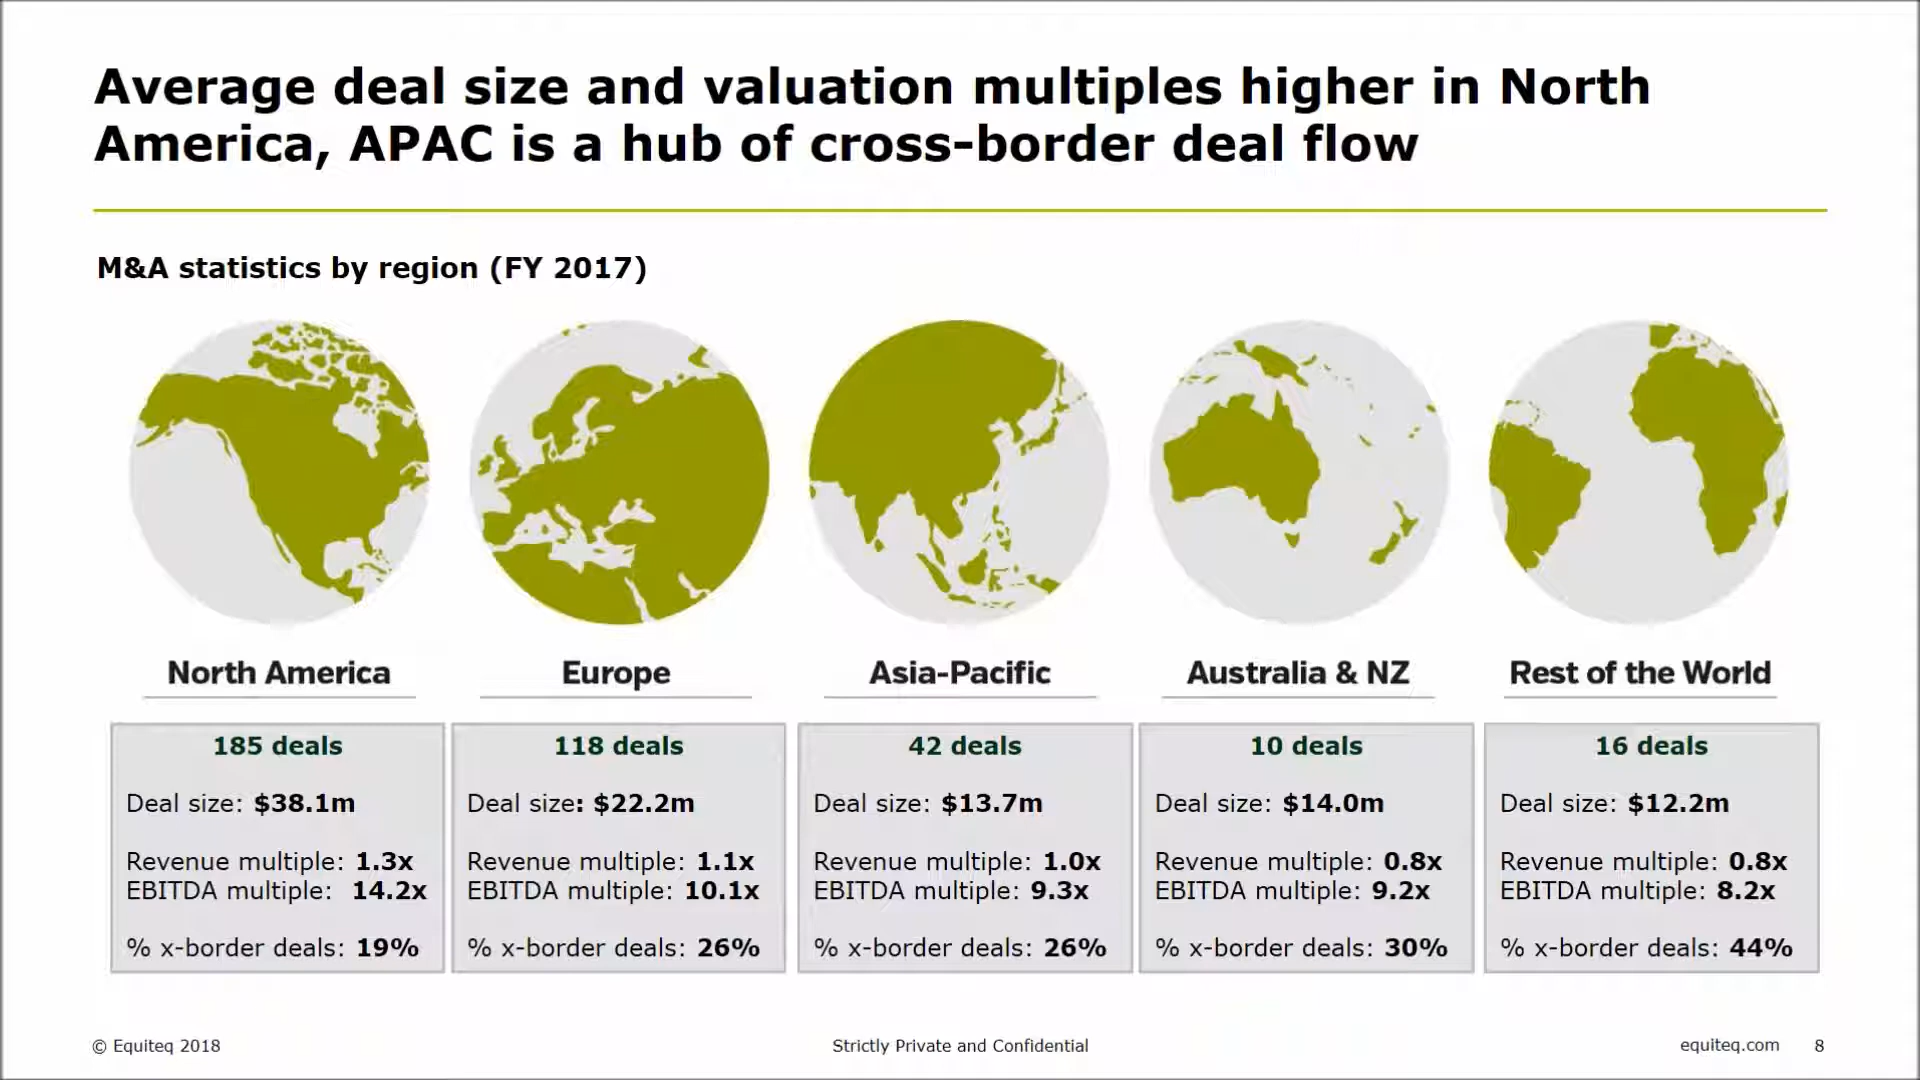 Average deal size and valuation multiples higher in North
America, APAC is a hub of cross-border deal flow
M&A statistics by region (FY 2017)
North America
185 deals
Deal size: $38.1m
Revenue multiple: 1.3x
EBITDA multiple: 14.2x
% x-border deals: 19%
Europe
118 deals
Deal size: $22.2m
Revenue multiple: 1.1x
EBITDA multiple: 10.1x
% x-border deals: 26%
Asia-Pacific
42 deals
Deal size: $13.7m
Revenue multiple: 1.0x
EBITDA multiple: 9.3x
% x-border deals: 26%
Australia & NZ
10 deals
Deal size: $14.0m
Revenue multiple: 0.8x
EBITDA multiple: 9.2x
% x-border deals: 30%
Rest of the World
16 deals
Deal size: $12.2m
Revenue multiple: 0.8x
EBITDA multiple: 8.2x
% x-border deals: 44%
© Equiteq 2018
Strictly Private and Confidential
equiteq.com 8